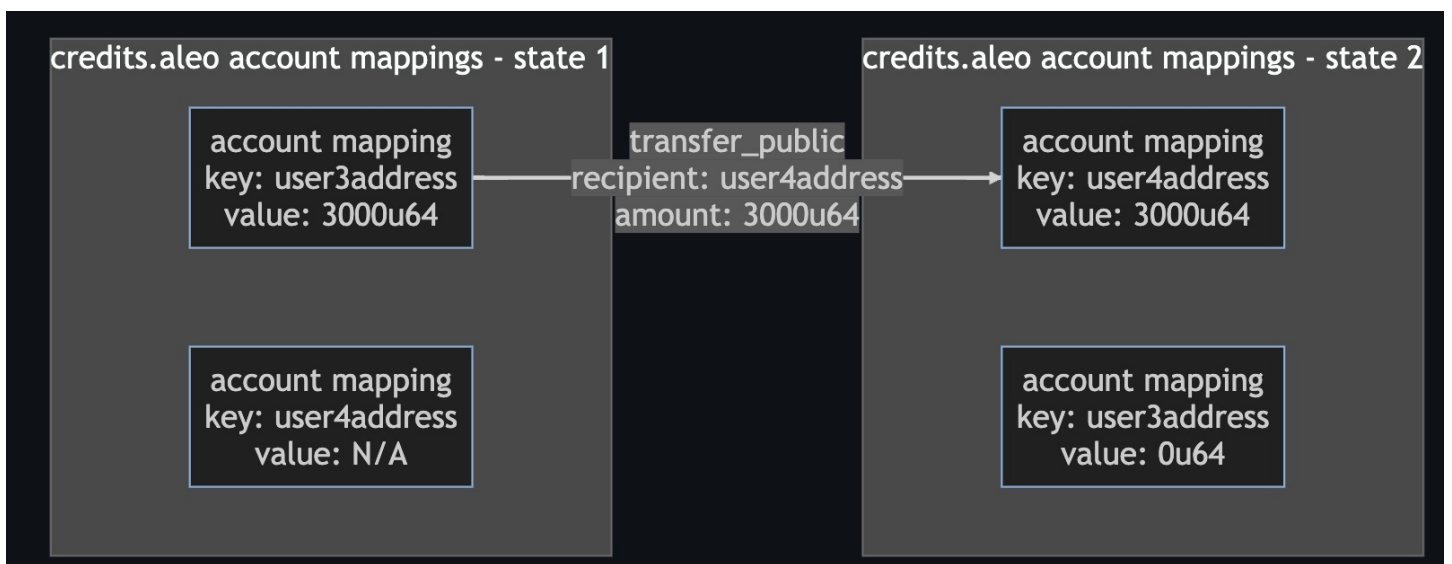 credits.aleo account mappings - state 1
account mapping
key: user3address
value: 3000u64
account mapping
key: user4address
value: N/A
transfer_public
recipient: user4address
amount: 3000u64
credits.aleo account mappings - state 2
account mapping
key: user4address
value: 3000u64
account mapping
key: user3address
value: 0u64